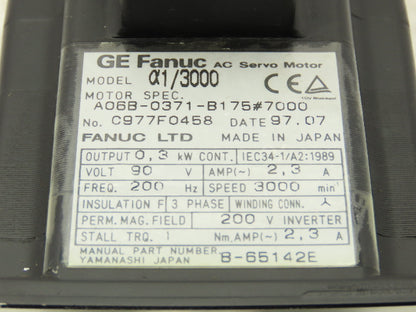 GE Fanuc AC Servo Motor
MODEL α1/3000
MOTOR SPEC.
A06B-0371-B175#7000
No. C977F0458 DATE 97.07
FANUC LTD MADE IN JAPAN
OUTPUT 0,3 kW CONT. IEC34-1/A2:1989
VOLT 90 V AMP(~) 2,3 A
FREQ. 200 Hz SPEED 3000 min⁻¹
INSULATION F 3 PHASE WINDING CONN. 人
PERM. MAG. FIELD 200 V INVERTER
STALL TRQ. 1 Nm, AMP(~) 2,3 A
MANUAL PART NUMBER
YAMANASHI JAPAN B-65142E